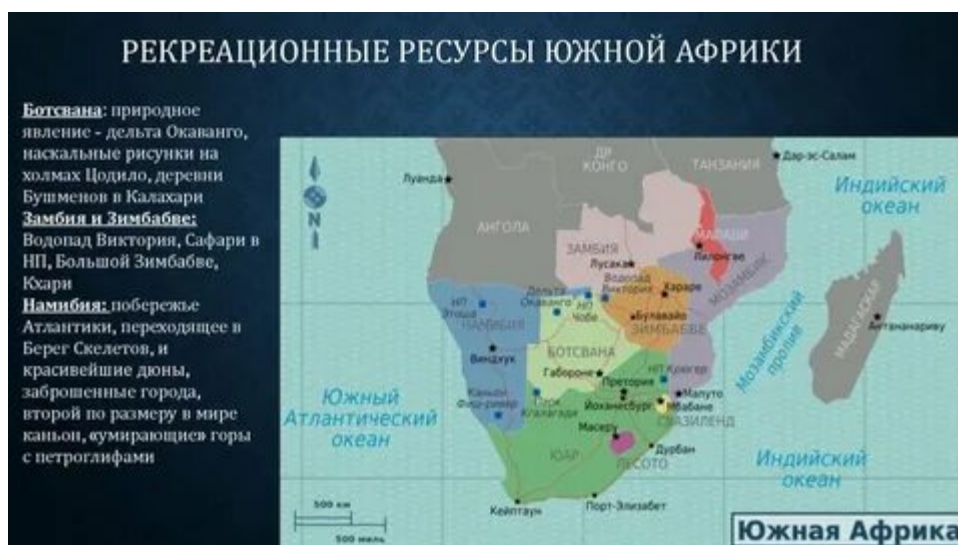 РЕКРЕАЦИОННЫЕ РЕСУРСЫ ЮЖНОЙ АФРИКИ
Ботсвана: природное
явление - дельта Окаванго,
наскальные рисунки на
холмах Цодило, деревни
Бушменов в Калахари
Замбия и Зимбабве:
Водопад Виктория, Сафари в
НП, Большой Зимбабве,
Кхари
Намибия: побережье
Атлантики, переходящее в
Берег Скелетов, и
красивейшие дюны,
заброшенные города,
второй по размеру в мире
каньон, «умирающие» горы
с петроглифами
ДР
КОНГО
ТАНЗАНИЯ
Дар-эс-Салам
Луанда
Индийский
океан
N
АНГОЛА
МАЛАВИ
ЗАМБИЯ
Лилонгве
Лусака
МОЗАМБИК
Водопад
Виктория
Хараре
Дельта
Окаванго
НП
Этоша
НП
Чобе
НАМИБИЯ
Булавайо
ЗИМБАБВЕ
МАДАГАСКАР
Антананариву
Мозамбикский
пролив
Виндхук
БОТСВАНА
Габороне
НП Крюгер
Претория
Каньон
Фиш-ривер
Парк
Кгалагади
Йоханесбург
Мапуто
Мбабане
СВАЗИЛЕНД
Южный
Атлантический
океан
Масеру
Дурбан
ЮАР
ЛЕСОТО
Индийский
океан
Кейптаун
Порт-Элизабет
500 км
500 миль
Южная Африка